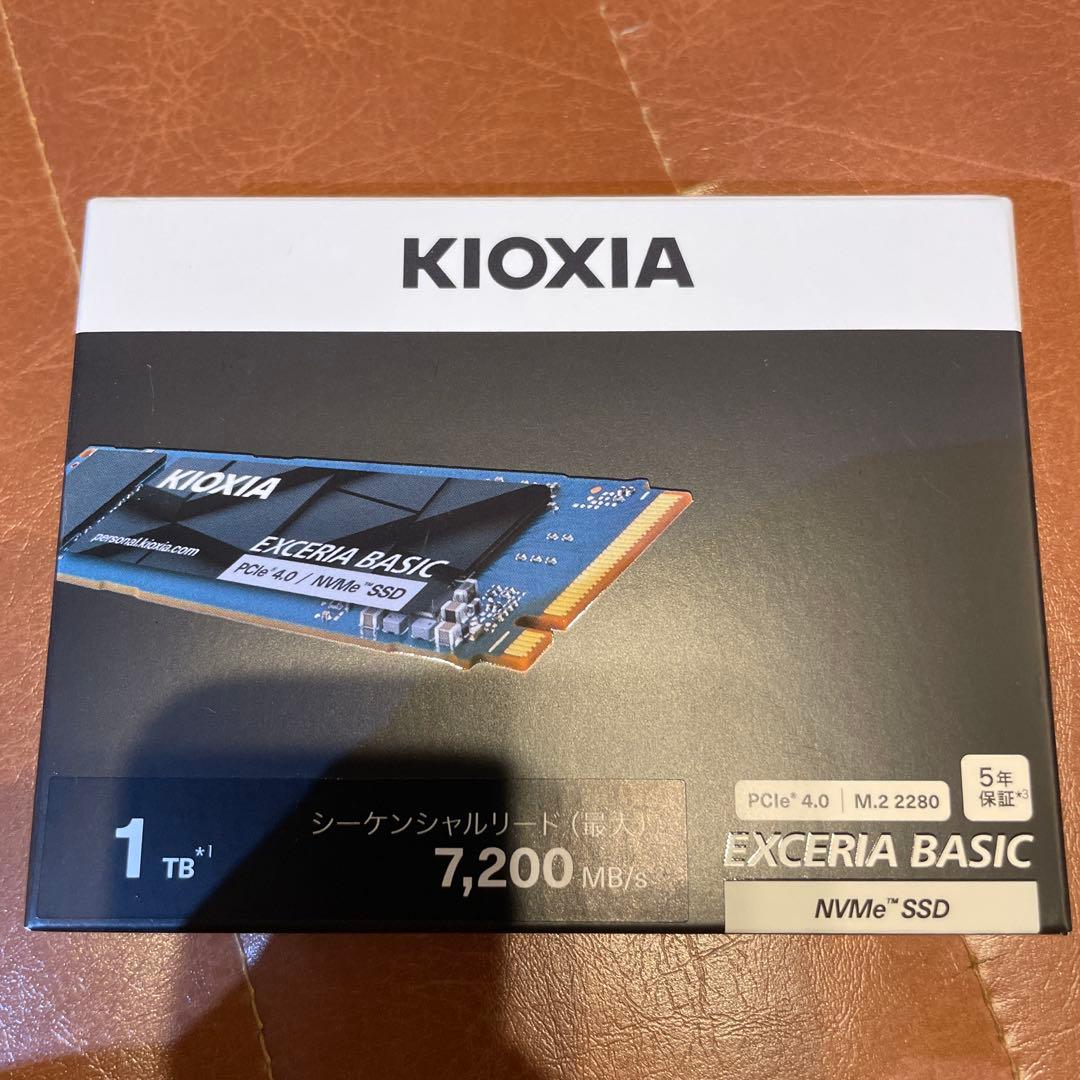 KIOXIA
KIOXIA
personal.kioxia.com
EXCERIA BASIC
PCIe® 4.0 / NVMe™ SSD
1 TB*1
シーケンシャルリード（最大）
7,200 MB/s
5年
保証*3
PCIe® 4.0 | M.2 2280
EXCERIA BASIC
NVMe™ SSD